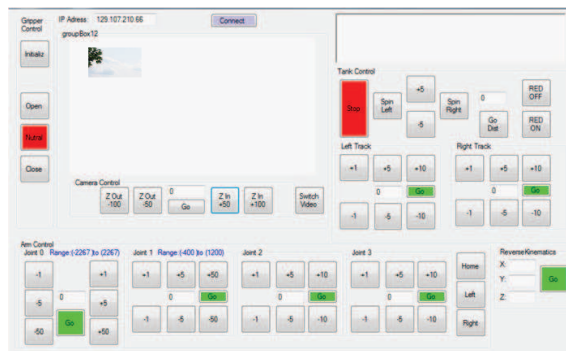 Gripper Control
IP Adress: 129.107.210.66 Connect
groupBox12
Initializ
Open
Nutral
Close
Camera Control
Z Out -100
Z Out -50
0
Go
Z In +50
Z In +100
Switch Video
Tank Control
Stop
Spin Left
+5
-5
Spin Right
0
Go Dist
RED OFF
RED ON
Left Track
+1 +5 +10
0 Go
-1 -5 -10
Right Track
+1 +5 +10
0 Go
-1 -5 -10
Arm Control
Joint 0 Range:(-2267 )to (2267)
-1 +1
-5 0 +5
-50 Go +50
Joint 1 Range:(-400 )to (1200)
+1 +5 +50
0 Go
-1 -5 -50
Joint 2
+1 +5 +10
0 Go
-1 -5 -10
Joint 3
+1 +5 +10
0 Go
-1 -5 -10
Home
Left
Right
ReverseKinematics
X:
Y:
Z:
Go